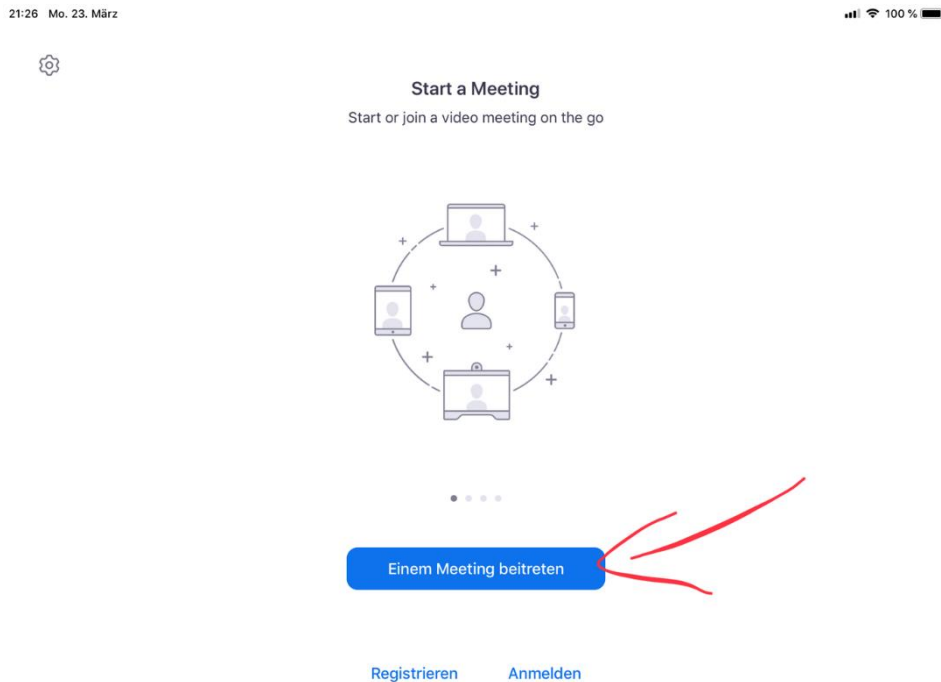 21:26 Mo. 23. März
100 %
Start a Meeting
Start or join a video meeting on the go
Einem Meeting beitreten
Registrieren Anmelden